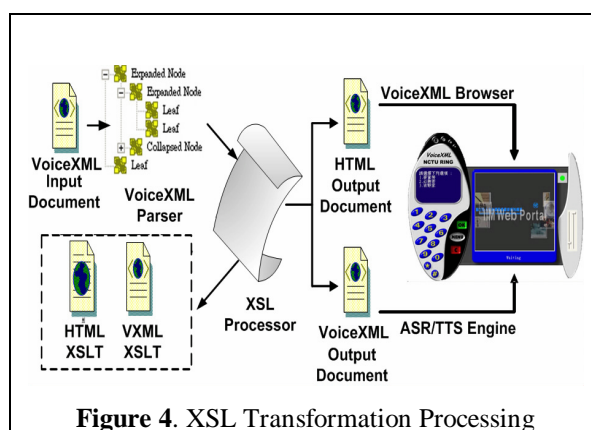 Expanded Node
Expanded Node
Leaf
Leaf
Collapsed Node
Leaf
VoiceXML
Input
Document
VoiceXML
Parser
XSL
Processor
HTML
XSLT
VXML
XSLT
HTML
Output
Document
VoiceXML
Output
Document
VoiceXML Browser
VoiceXML
NCTU RING
IIM Web Portal
ASR/TTS Engine
Figure 4. XSL Transformation Processing